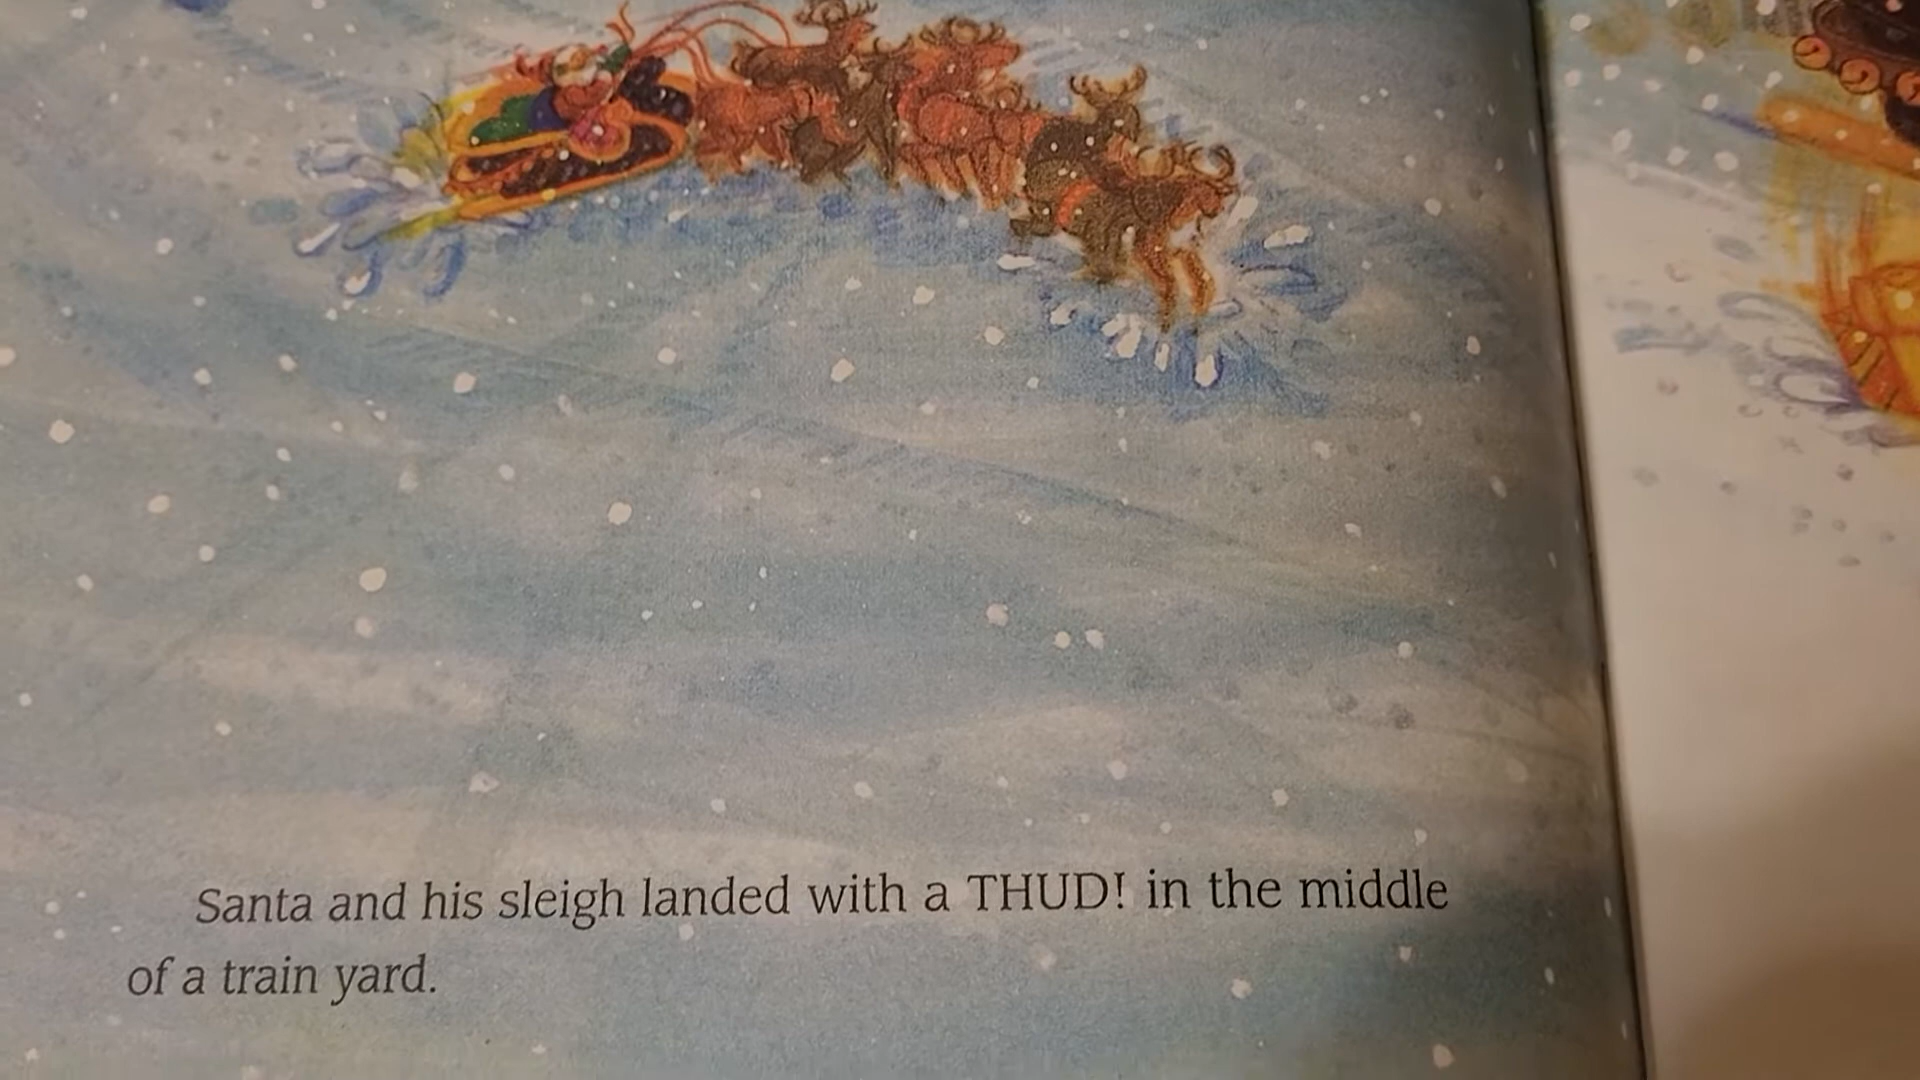 Santa and his sleigh landed with a THUD! in the middle
of a train yard.